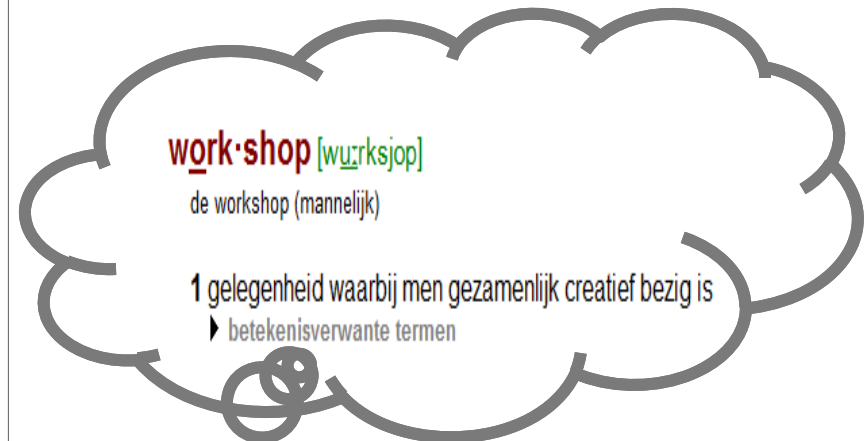 work·shop [wu:rksjop]
de workshop (mannelijk)
1 gelegenheid waarbij men gezamenlijk creatief bezig is
betekenisverwante termen